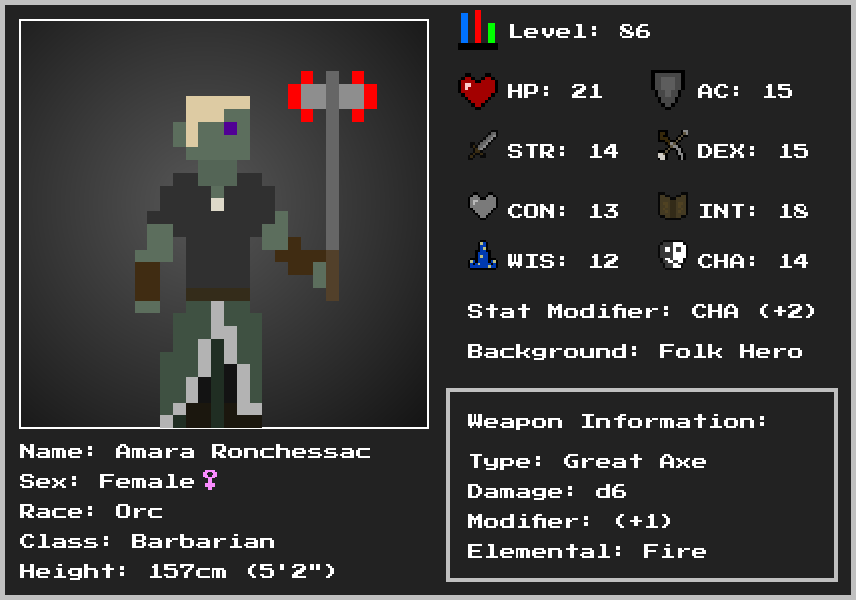 Level: 86
HP: 21 AC: 15
STR: 14 DEX: 15
CON: 13 INT: 18
WIS: 12 CHA: 14
Stat Modifier: CHA (+2)
Background: Folk Hero
Weapon Information:
Type: Great Axe
Damage: d6
Modifier: (+1)
Elemental: Fire
Name: Amara Ronchessac
Sex: Female♀
Race: Orc
Class: Barbarian
Height: 157cm (5'2")